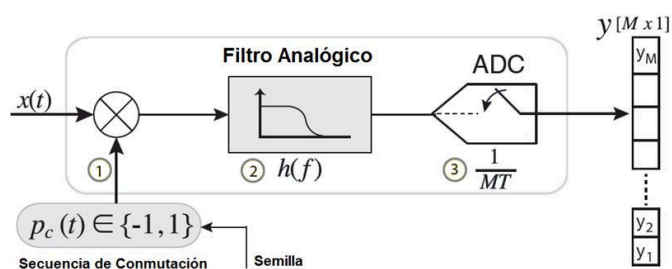 y [M x 1]
Filtro Analógico
ADC
y_M
x(t)
1
2
h(f)
3
1
MT
p_c (t) ∈ {-1, 1}
y_2
y_1
Secuencia de Conmutación
Semilla